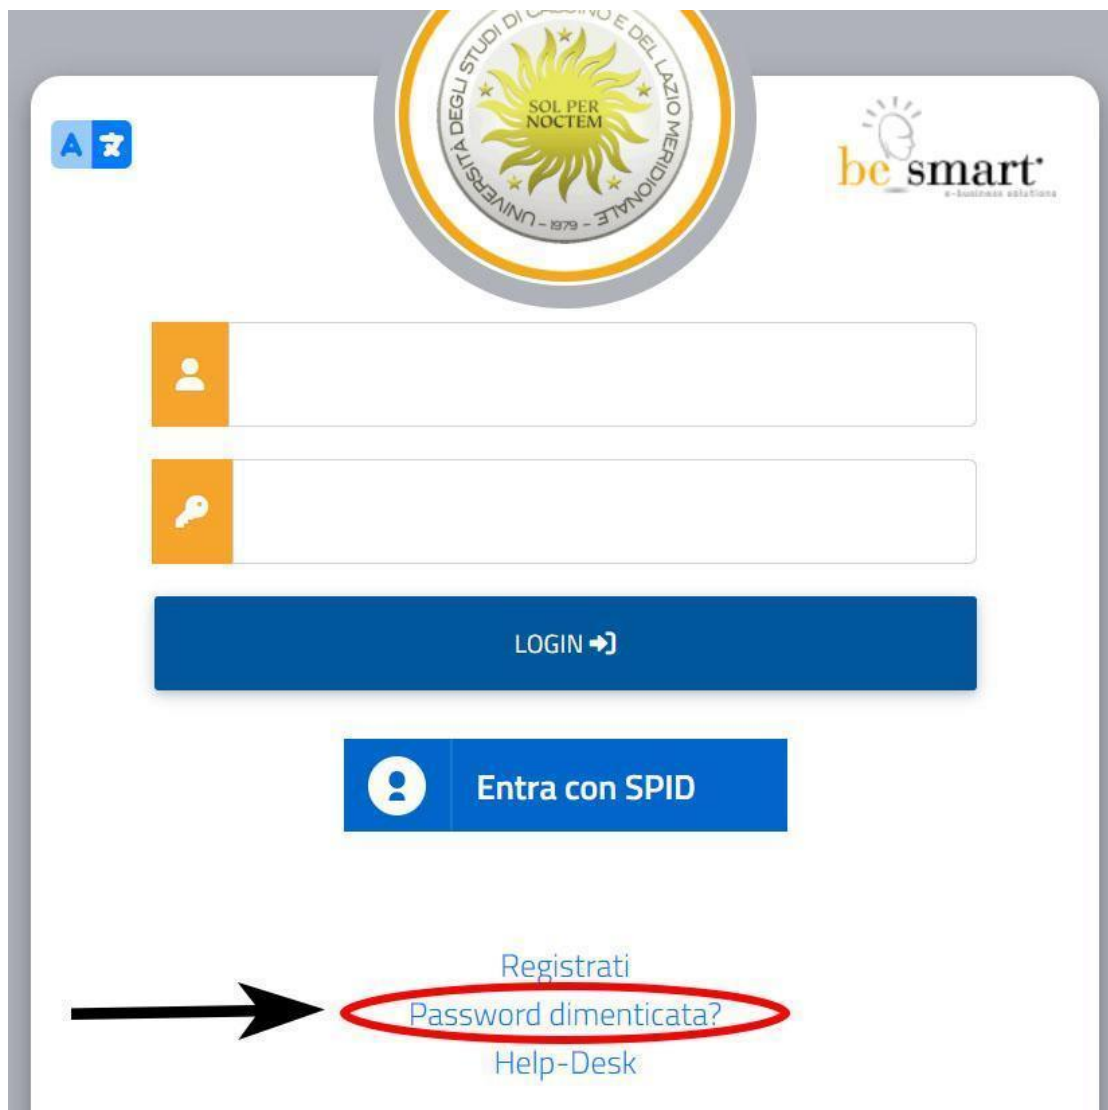 UNIVERSITÀ DEGLI STUDI DI CASSINO E DEL LAZIO MERIDIONALE
SOL PER
NOCTEM
- 1979 -
A
be smart
e-business solutions
LOGIN
Entra con SPID
Registrati
Password dimenticata?
Help-Desk